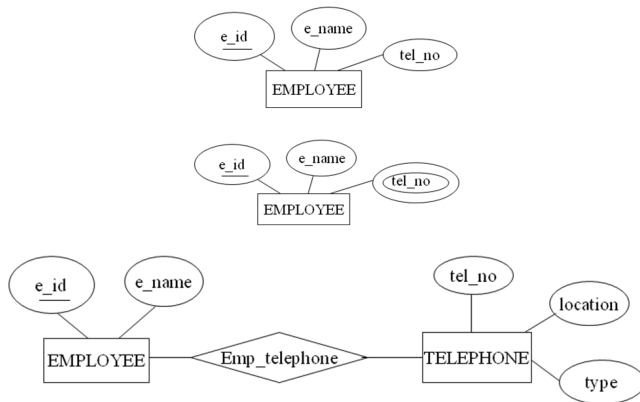 e_id
e_name
tel_no
EMPLOYEE
e_id
e_name
tel_no
EMPLOYEE
e_id
e_name
tel_no
location
EMPLOYEE
Emp_telephone
TELEPHONE
type